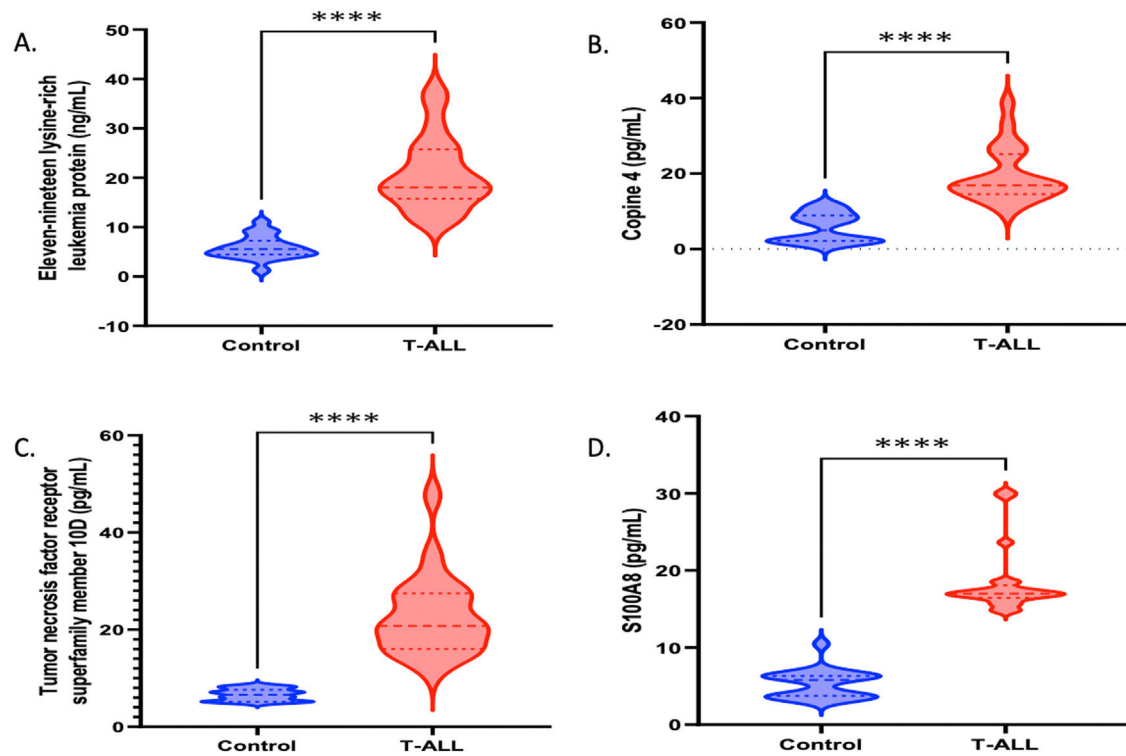 A.
Eleven-nineteen lysine-rich
leukemia protein (ng/mL)
50
40
30
20
10
0
-10
****
Control
T-ALL
B.
Copine 4 (pg/mL)
60
40
20
0
-20
****
Control
T-ALL
C.
Tumor necrosis factor receptor
superfamily member 10D (pg/mL)
60
40
20
0
****
Control
T-ALL
D.
S100A8 (pg/mL)
40
30
20
10
0
****
Control
T-ALL